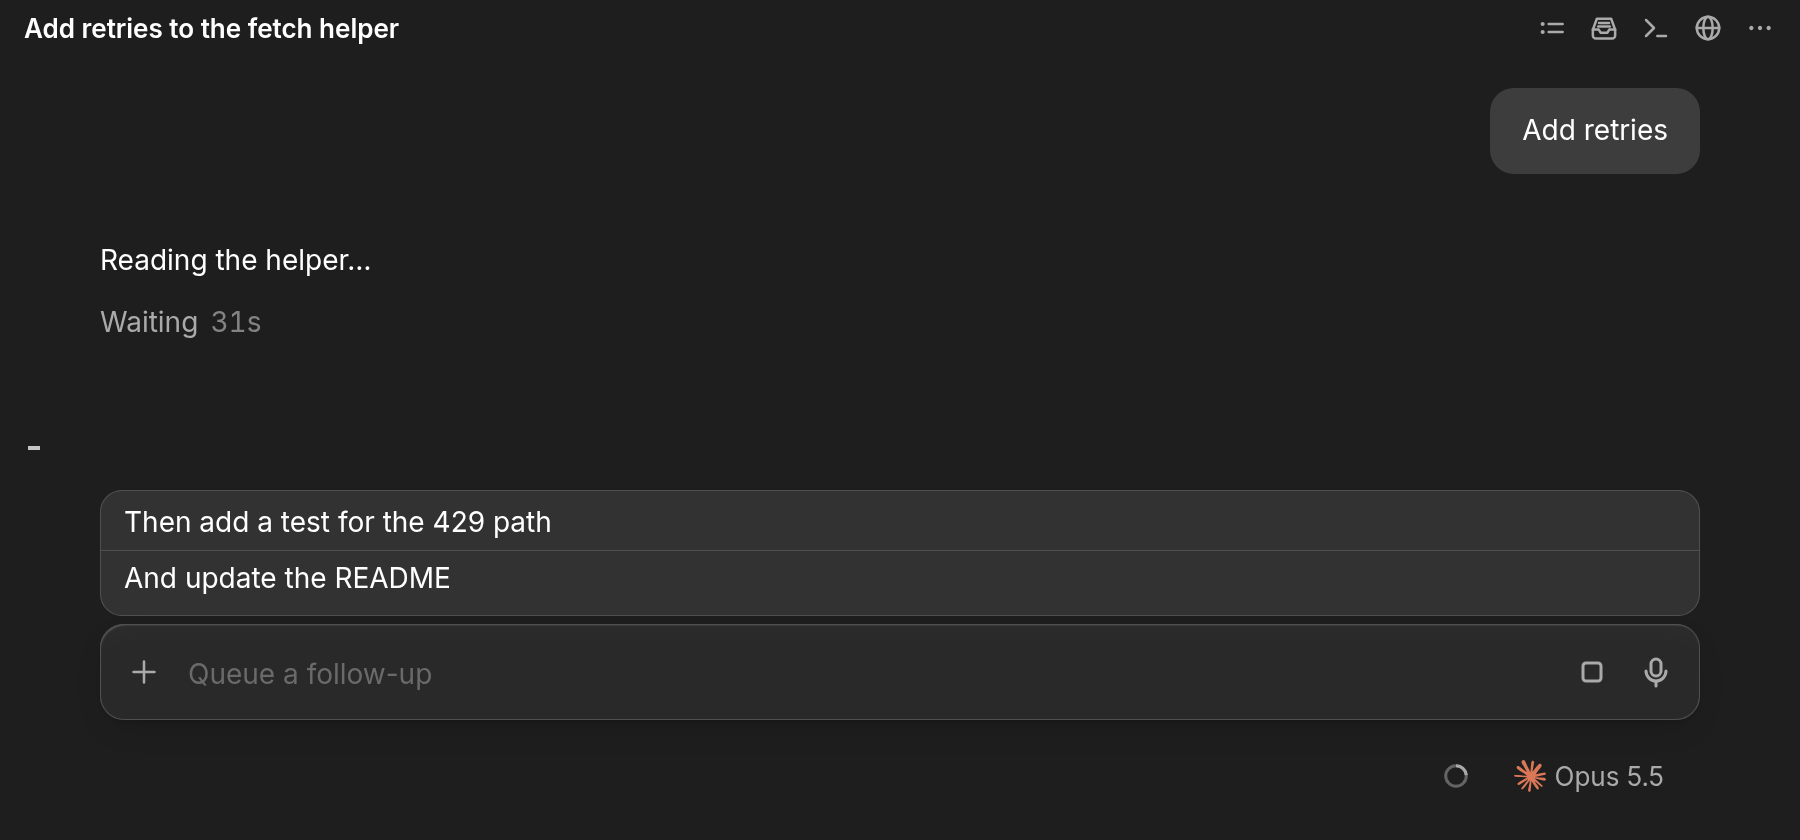 Add retries to the fetch helper
Add retries
Reading the helper...
Waiting 31s
Then add a test for the 429 path
And update the README
Queue a follow-up
Opus 5.5